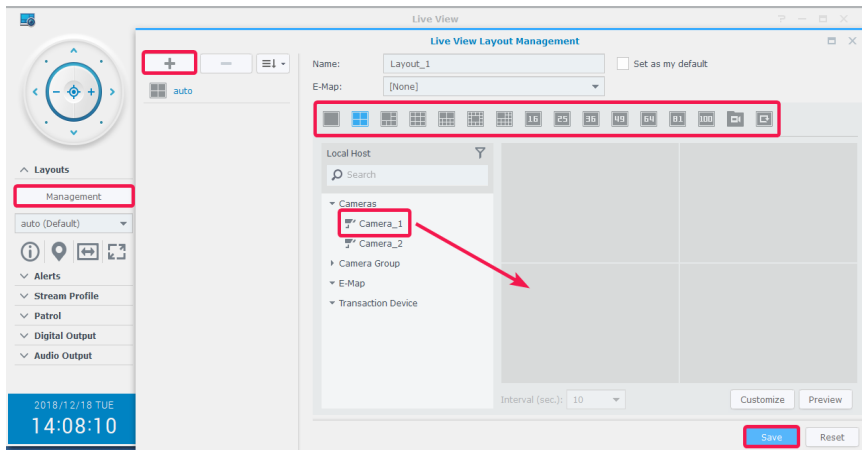 Live View
Live View Layout Management
Name:
Layout_1
Set as my default
E-Map:
[None]
auto
16 25 36 49 64 81 100
Layouts
Management
auto (Default)
Alerts
Stream Profile
Patrol
Digital Output
Audio Output
2018/12/18 TUE
14:08:10
Local Host
Search
Cameras
Camera_1
Camera_2
Camera Group
E-Map
Transaction Device
Interval (sec.):
10
Customize
Preview
Save
Reset